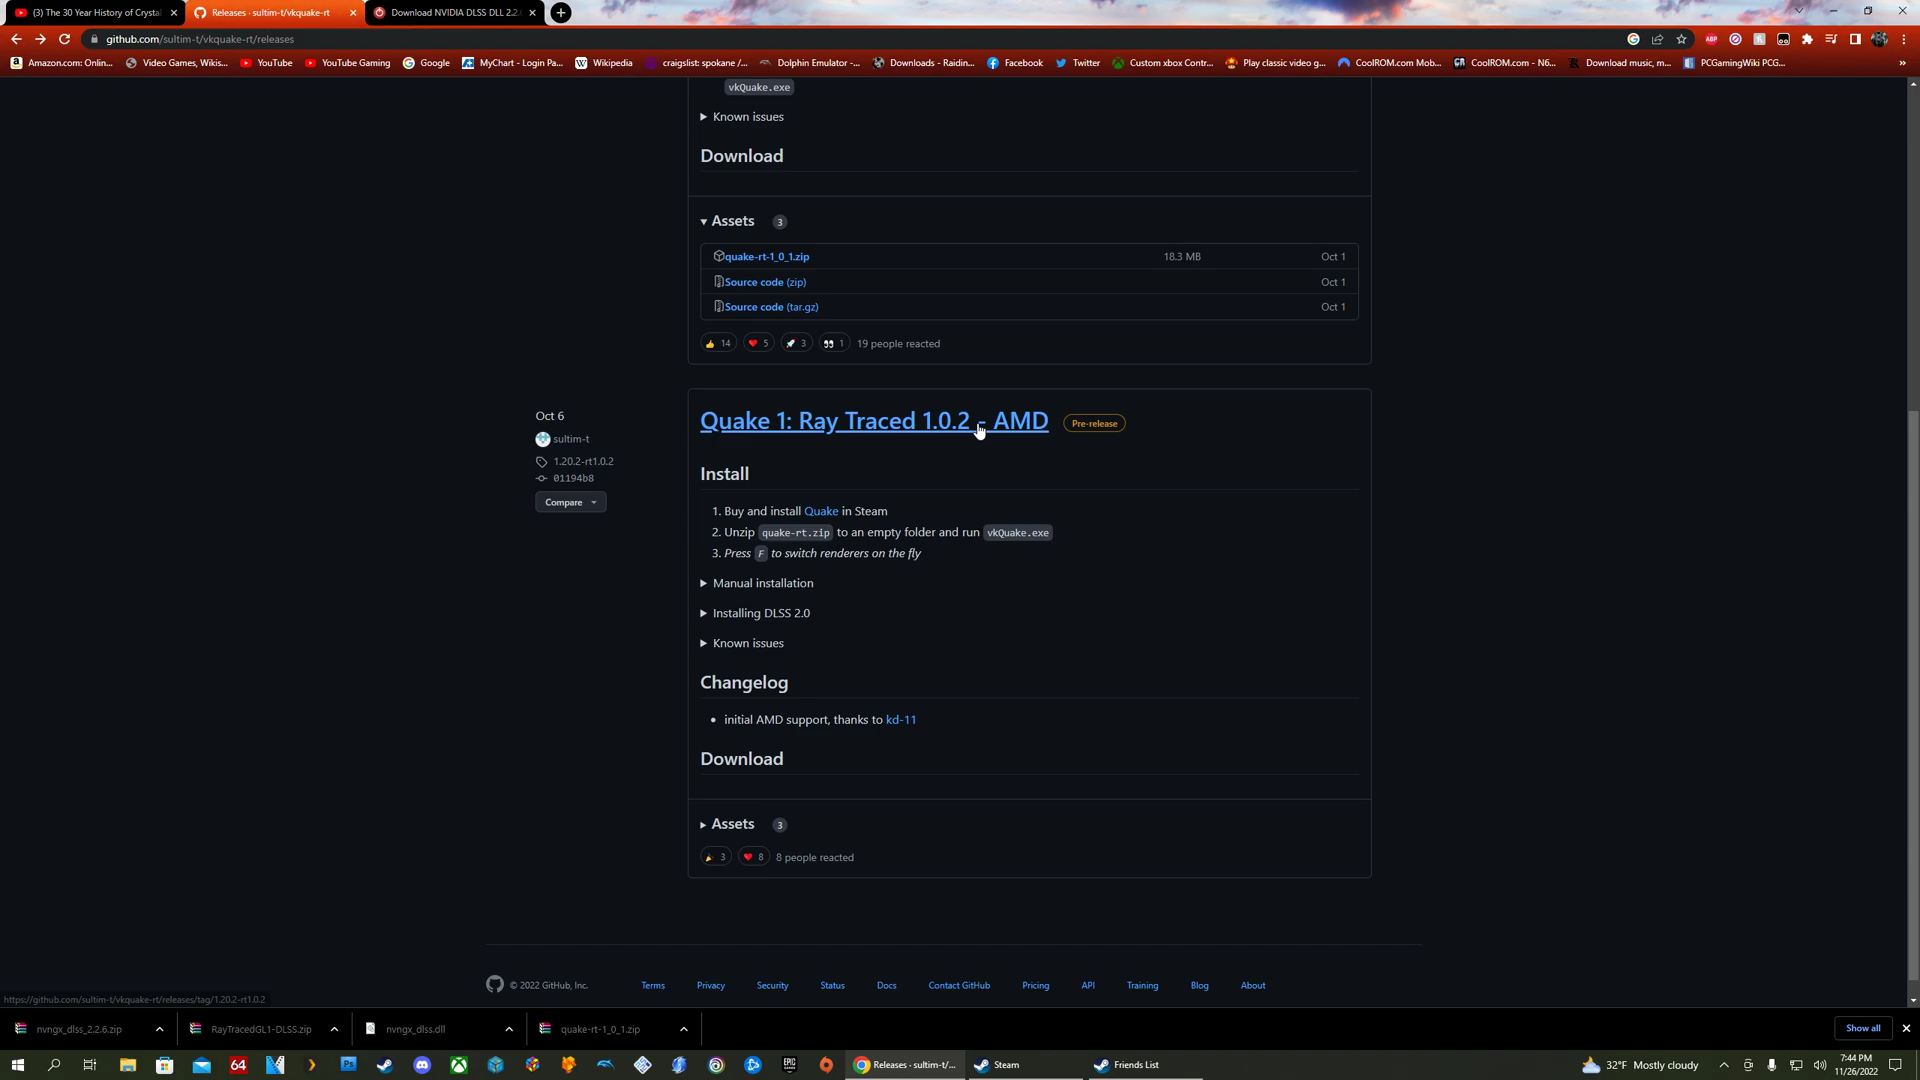 (3) The 30 Year History of Crystal
Releases · sultim-t/vkquake-rt
Download NVIDIA DLSS DLL 2.2.
github.com/sultim-t/vkquake-rt/releases
Amazon.com: Onlin...
Video Games, Wikis...
YouTube
YouTube Gaming
Google
MyChart - Login Pa...
Wikipedia
craigslist: spokane /...
Dolphin Emulator -...
Downloads - Raidin...
Facebook
Twitter
Custom xbox Contr...
Play classic video g...
CoolROM.com Mob...
CoolROM.com - N6...
Download music, m...
PCGamingWiki PCG...
»
vkQuake.exe
Known issues
Download
Assets 3
quake-rt-1_0_1.zip 18.3 MB Oct 1
Source code (zip) Oct 1
Source code (tar.gz) Oct 1
14 5 3 1 19 people reacted
Oct 6
sultim-t
1.20.2-rt1.0.2
01194b8
Compare
Quake 1: Ray Traced 1.0.2 - AMD Pre-release
Install
1. Buy and install Quake in Steam
2. Unzip quake-rt.zip to an empty folder and run vkQuake.exe
3. Press F to switch renderers on the fly
Manual installation
Installing DLSS 2.0
Known issues
Changelog
• initial AMD support, thanks to kd-11
Download
Assets 3
3 8 8 people reacted
© 2022 GitHub, Inc. Terms Privacy Security Status Docs Contact GitHub Pricing API Training Blog About
https://github.com/sultim-t/vkquake-rt/releases/tag/1.20.2-rt1.0.2
nvngx_dlss_2.2.6.zip
RayTracedGL1-DLSS.zip
nvngx_dlss.dll
quake-rt-1_0_1.zip
Show all
64
EPIC GAMES
Releases · sultim-t/...
Steam
Friends List
32°F Mostly cloudy
7:44 PM
11/26/2022